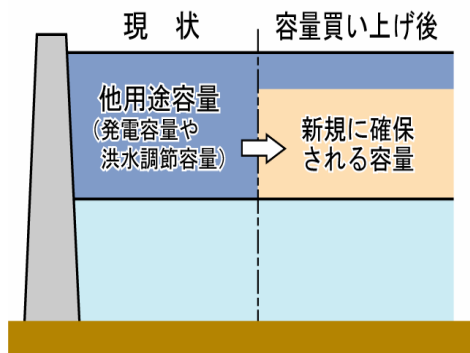 現　状
容量買い上げ後
他用途容量
(発電容量や
洪水調節容量)
新規に確保
される容量